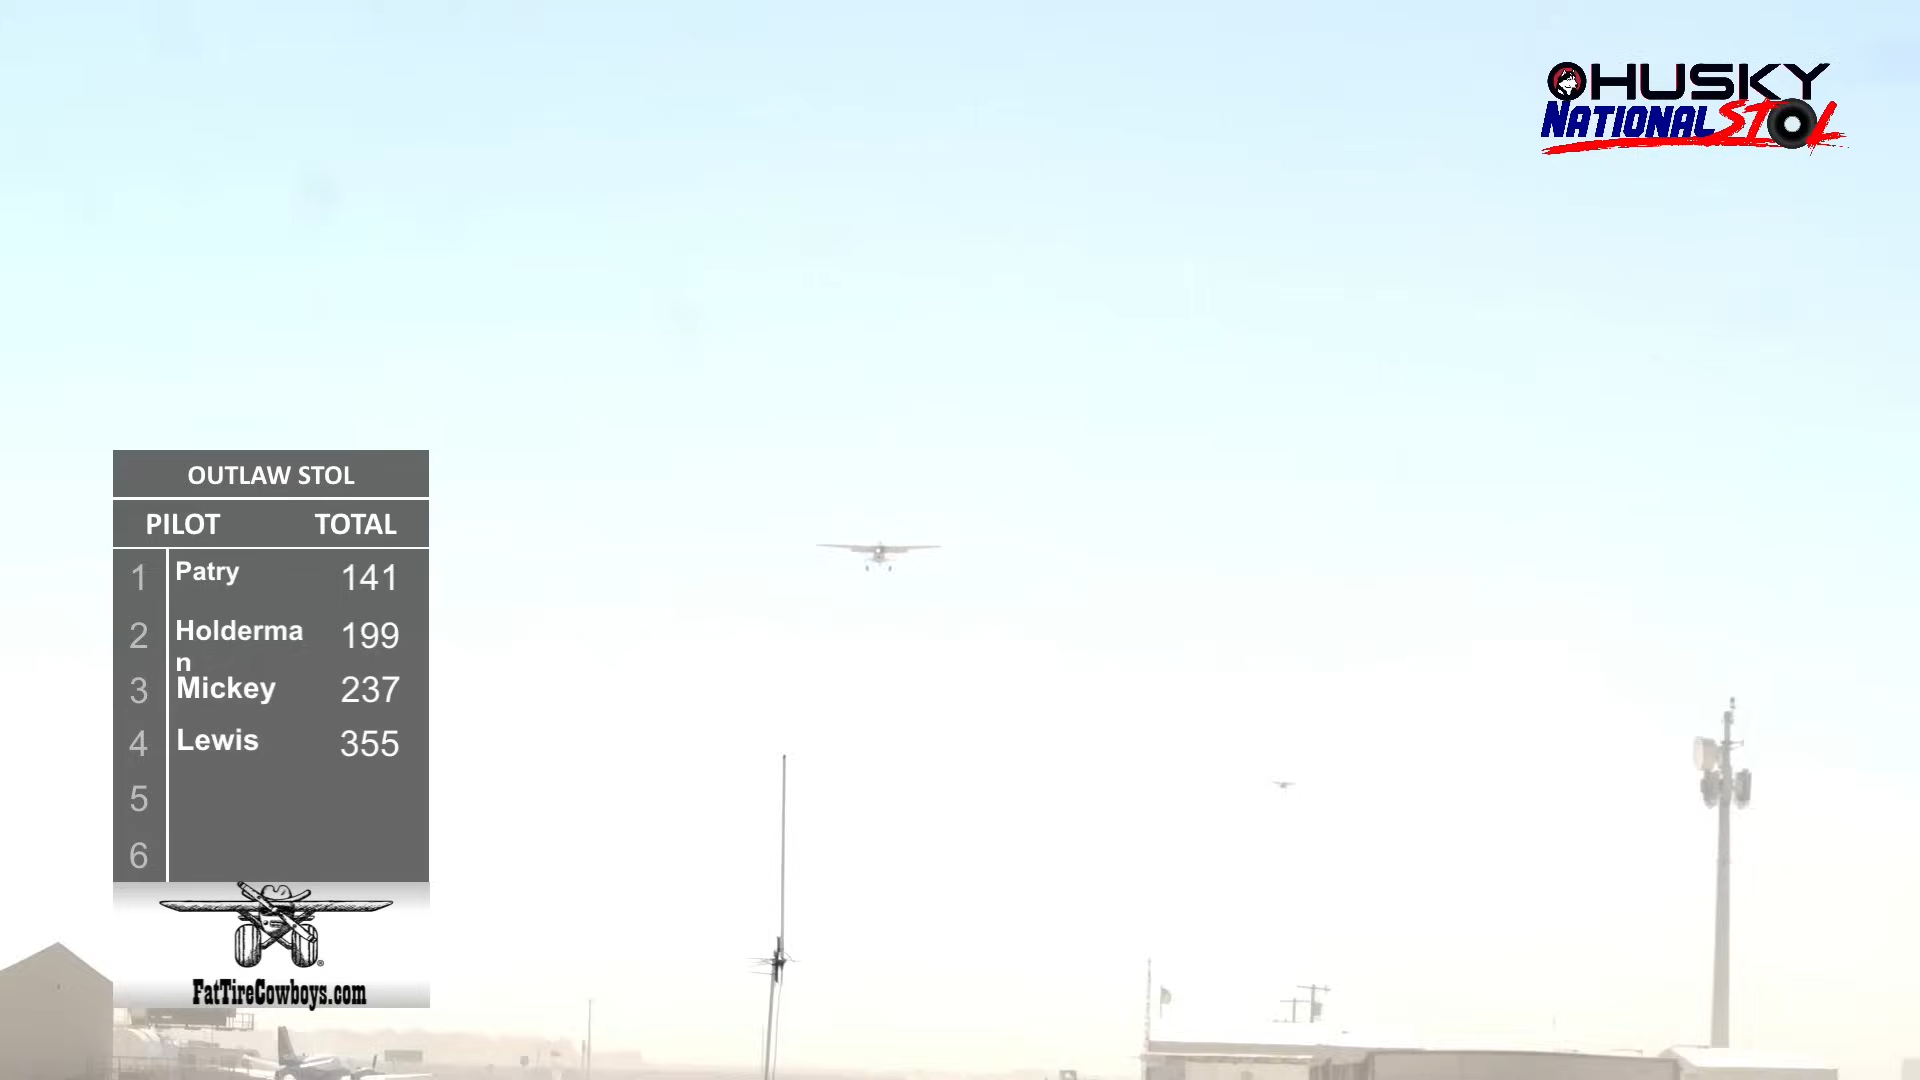 HUSKY
NATIONAL STOL
OUTLAW STOL
PILOT TOTAL
1 Patry 141
2 Holderma 199
n
3 Mickey 237
4 Lewis 355
5
6
FatTireCowboys.com